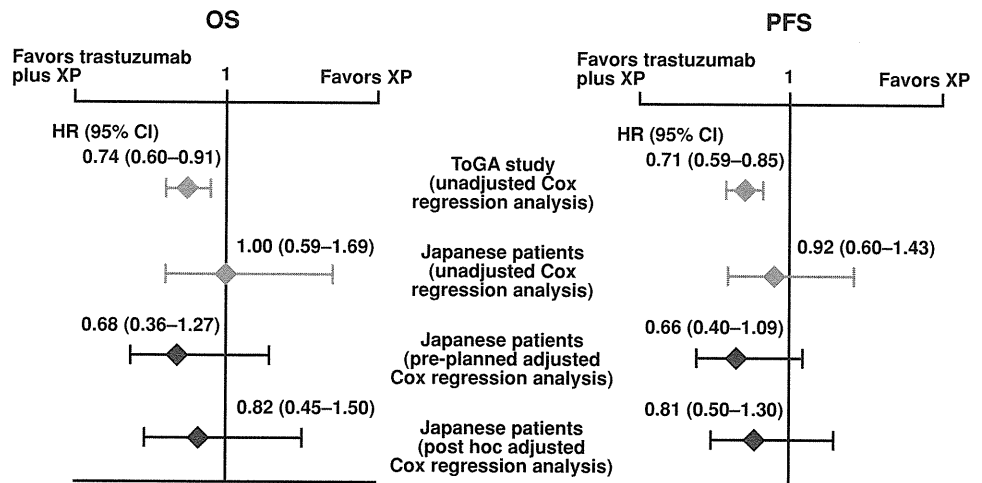 OS
Favors trastuzumab
plus XP
1
Favors XP
HR (95% CI)
0.74 (0.60–0.91)
1.00 (0.59–1.69)
0.68 (0.36–1.27)
0.82 (0.45–1.50)
ToGA study
(unadjusted Cox
regression analysis)
Japanese patients
(unadjusted Cox
regression analysis)
Japanese patients
(pre-planned adjusted
Cox regression analysis)
Japanese patients
(post hoc adjusted
Cox regression analysis)
PFS
Favors trastuzumab
plus XP
1
Favors XP
HR (95% CI)
0.71 (0.59–0.85)
0.92 (0.60–1.43)
0.66 (0.40–1.09)
0.81 (0.50–1.30)